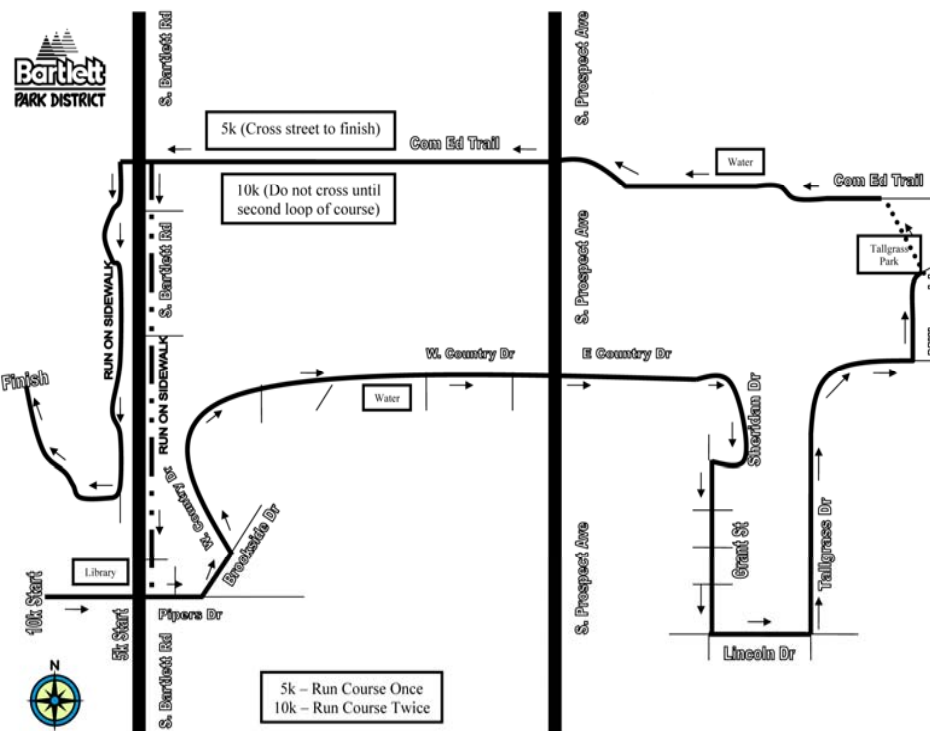 Bartlett
PARK DISTRICT
S. Bartlett Rd
S. Prospect Ave
5k (Cross street to finish)
Com Ed Trail
Water
10k (Do not cross until
second loop of course)
Com Ed Trail
S. Bartlett Rd
S. Prospect Ave
Tallgrass
Park
RUN ON SIDEWALK
RUN ON SIDEWALK
W. Country Dr
E Country Dr
Finish
Water
Sheridan Dr
W. Country Dr
Brookside Dr
S. Prospect Ave
Grant St
Tallgrass Dr
Library
10k Start
5k Start
Pipers Dr
S. Bartlett Rd
Lincoln Dr
N
5k – Run Course Once
10k – Run Course Twice